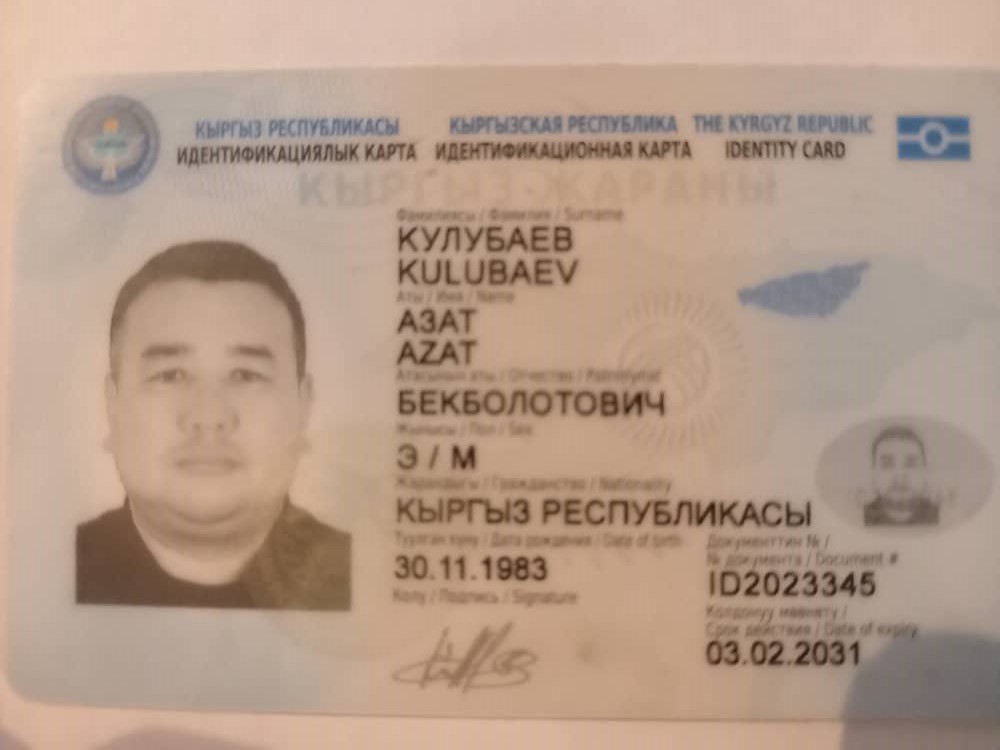 КЫРГЫЗ РЕСПУБЛИКАСЫ КЫРГЫЗСКАЯ РЕСПУБЛИКА THE KYRGYZ REPUBLIC
ИДЕНТИФИКАЦИЯЛЫК КАРТА ИДЕНТИФИКАЦИОННАЯ КАРТА IDENTITY CARD
КЫРГЫЗ ЖАРАНЫ
Фамилиясы / Фамилия / Surname
КУЛУБАЕВ
KULUBAEV
Аты / Имя / Name
АЗАТ
AZAT
Атасынын аты / Отчество / Patronymic
БЕКБОЛОТОВИЧ
Жынысы / Пол / Sex
Э / М
Жарандыгы / Гражданство / Nationality
КЫРГЫЗ РЕСПУБЛИКАСЫ
Туулган күнү / Дата рождения / Date of birth
30.11.1983
Документтин № /
№ документа / Document #
ID2023345
Колу / Подпись / Signature
Колдонуу мөөнөтү /
Срок действия / Date of expiry
03.02.2031